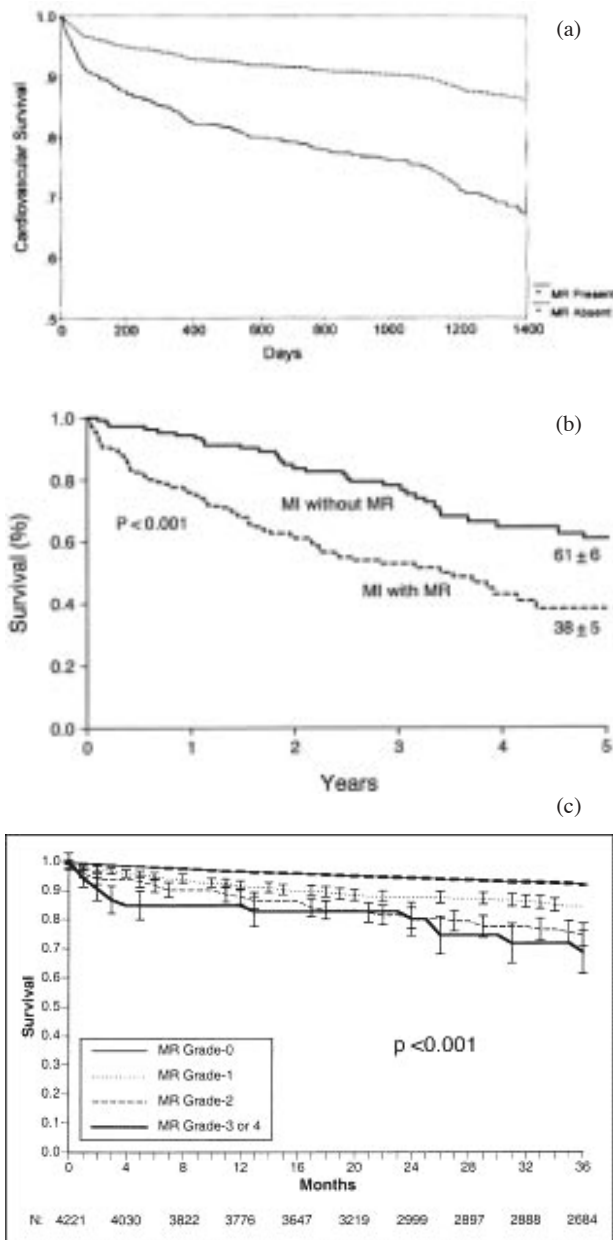 (a)
1.0
.9
.8
.7
.6
.5
Cardiovascular Survival
0 200 400 600 800 1000 1200 1400
Days
MR Present
MR Absent
(b)
1.0
0.8
0.6
0.4
0.2
0.0
Survival (%)
MI without MR
P < 0.001
61 ± 6
MI with MR
38 ± 5
0 1 2 3 4 5
Years
(c)
1.0
0.9
0.8
0.7
0.6
0.5
0.4
0.3
0.2
0.1
0.0
Survival
p <0.001
MR Grade-0
MR Grade-1
MR Grade-2
MR Grade-3 or 4
0 4 8 12 16 20 24 28 32 36
Months
N: 4221 4030 3822 3776 3647 3219 2999 2897 2888 2684